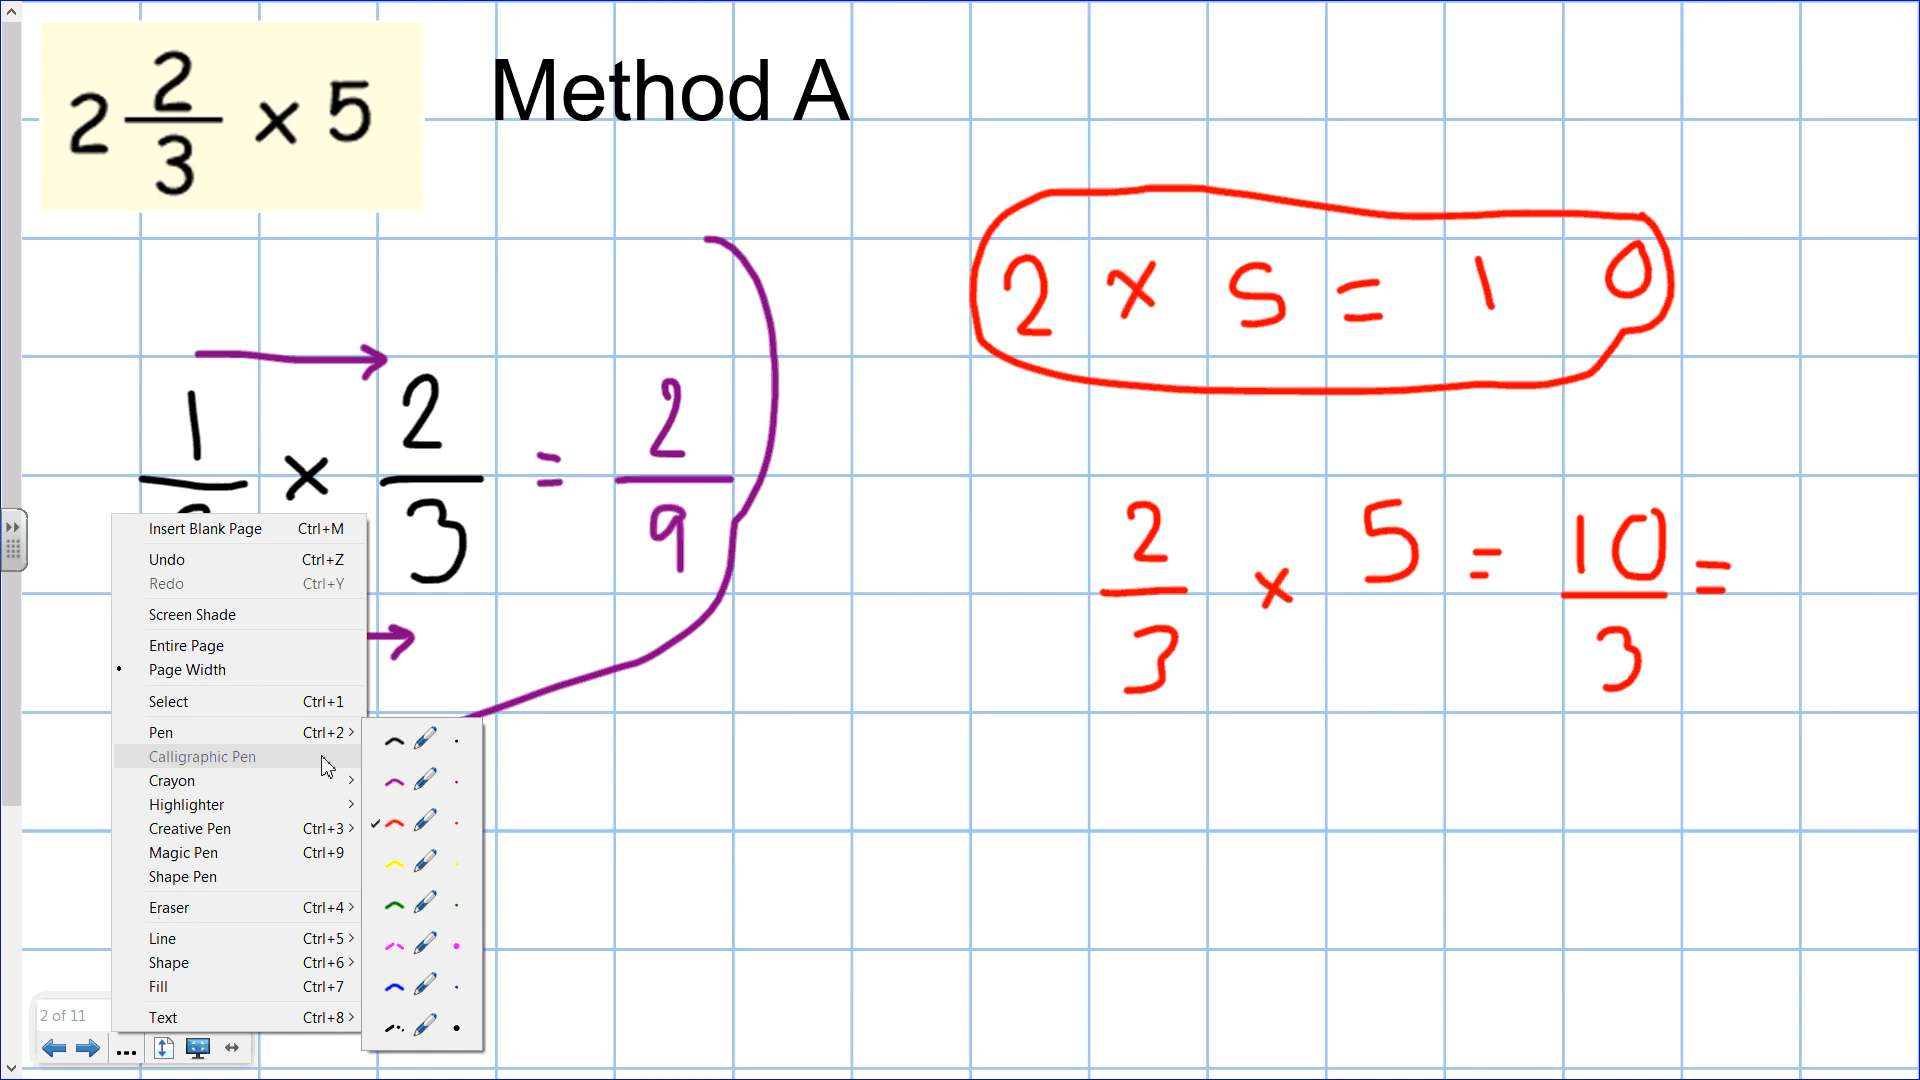 2 2/3 × 5
Method A
2 × 5 = 10
1 × 2/3 = 2/9
2/3 × 5 = 10/3 =
Insert Blank Page Ctrl+M
Undo Ctrl+Z
Redo Ctrl+Y
Screen Shade
Entire Page
• Page Width
Select Ctrl+1
Pen Ctrl+2 >
Calligraphic Pen
Crayon >
Highlighter >
Creative Pen Ctrl+3 >
Magic Pen Ctrl+9
Shape Pen
Eraser Ctrl+4 >
Line Ctrl+5 >
Shape Ctrl+6 >
Fill Ctrl+7
Text Ctrl+8 >
2 of 11